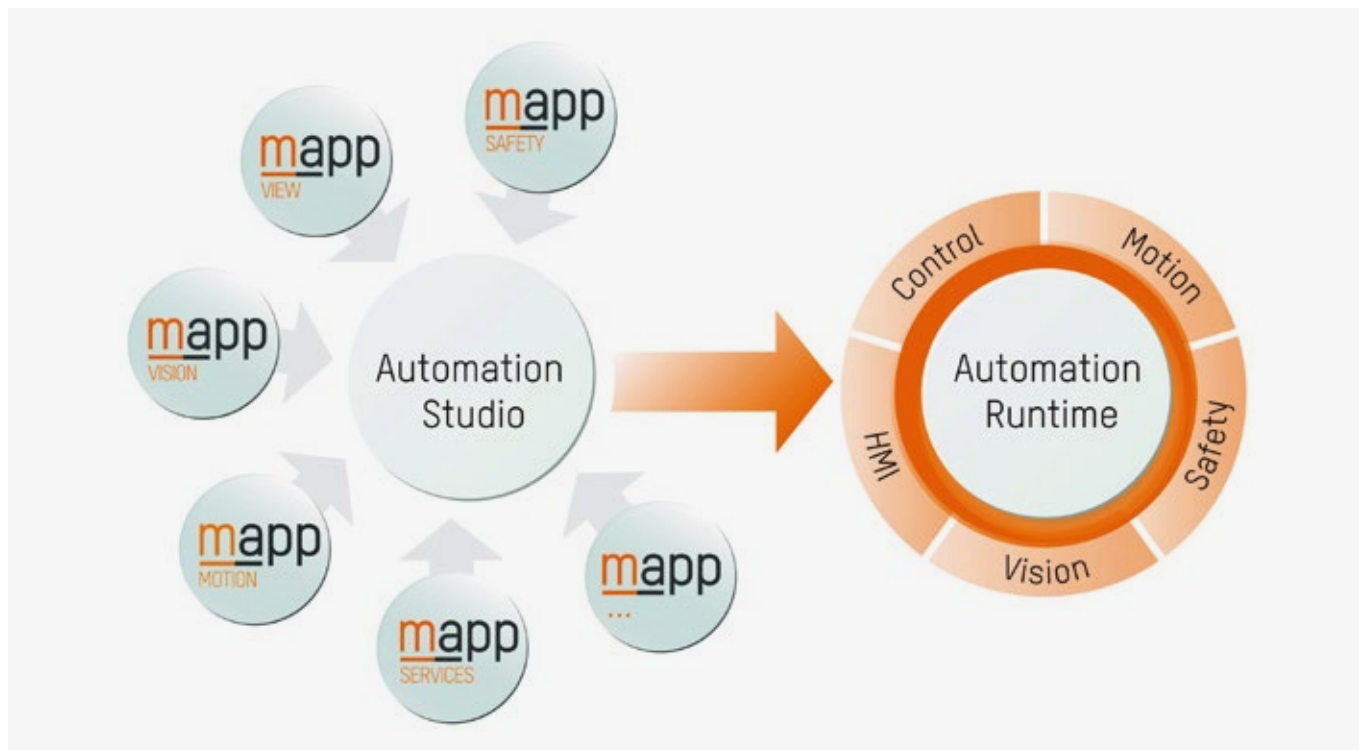 mapp
SAFETY
mapp
VIEW
mapp
VISION
mapp
MOTION
mapp
SERVICES
mapp
...
Automation
Studio
Automation
Runtime
Control
Motion
Safety
Vision
HMI